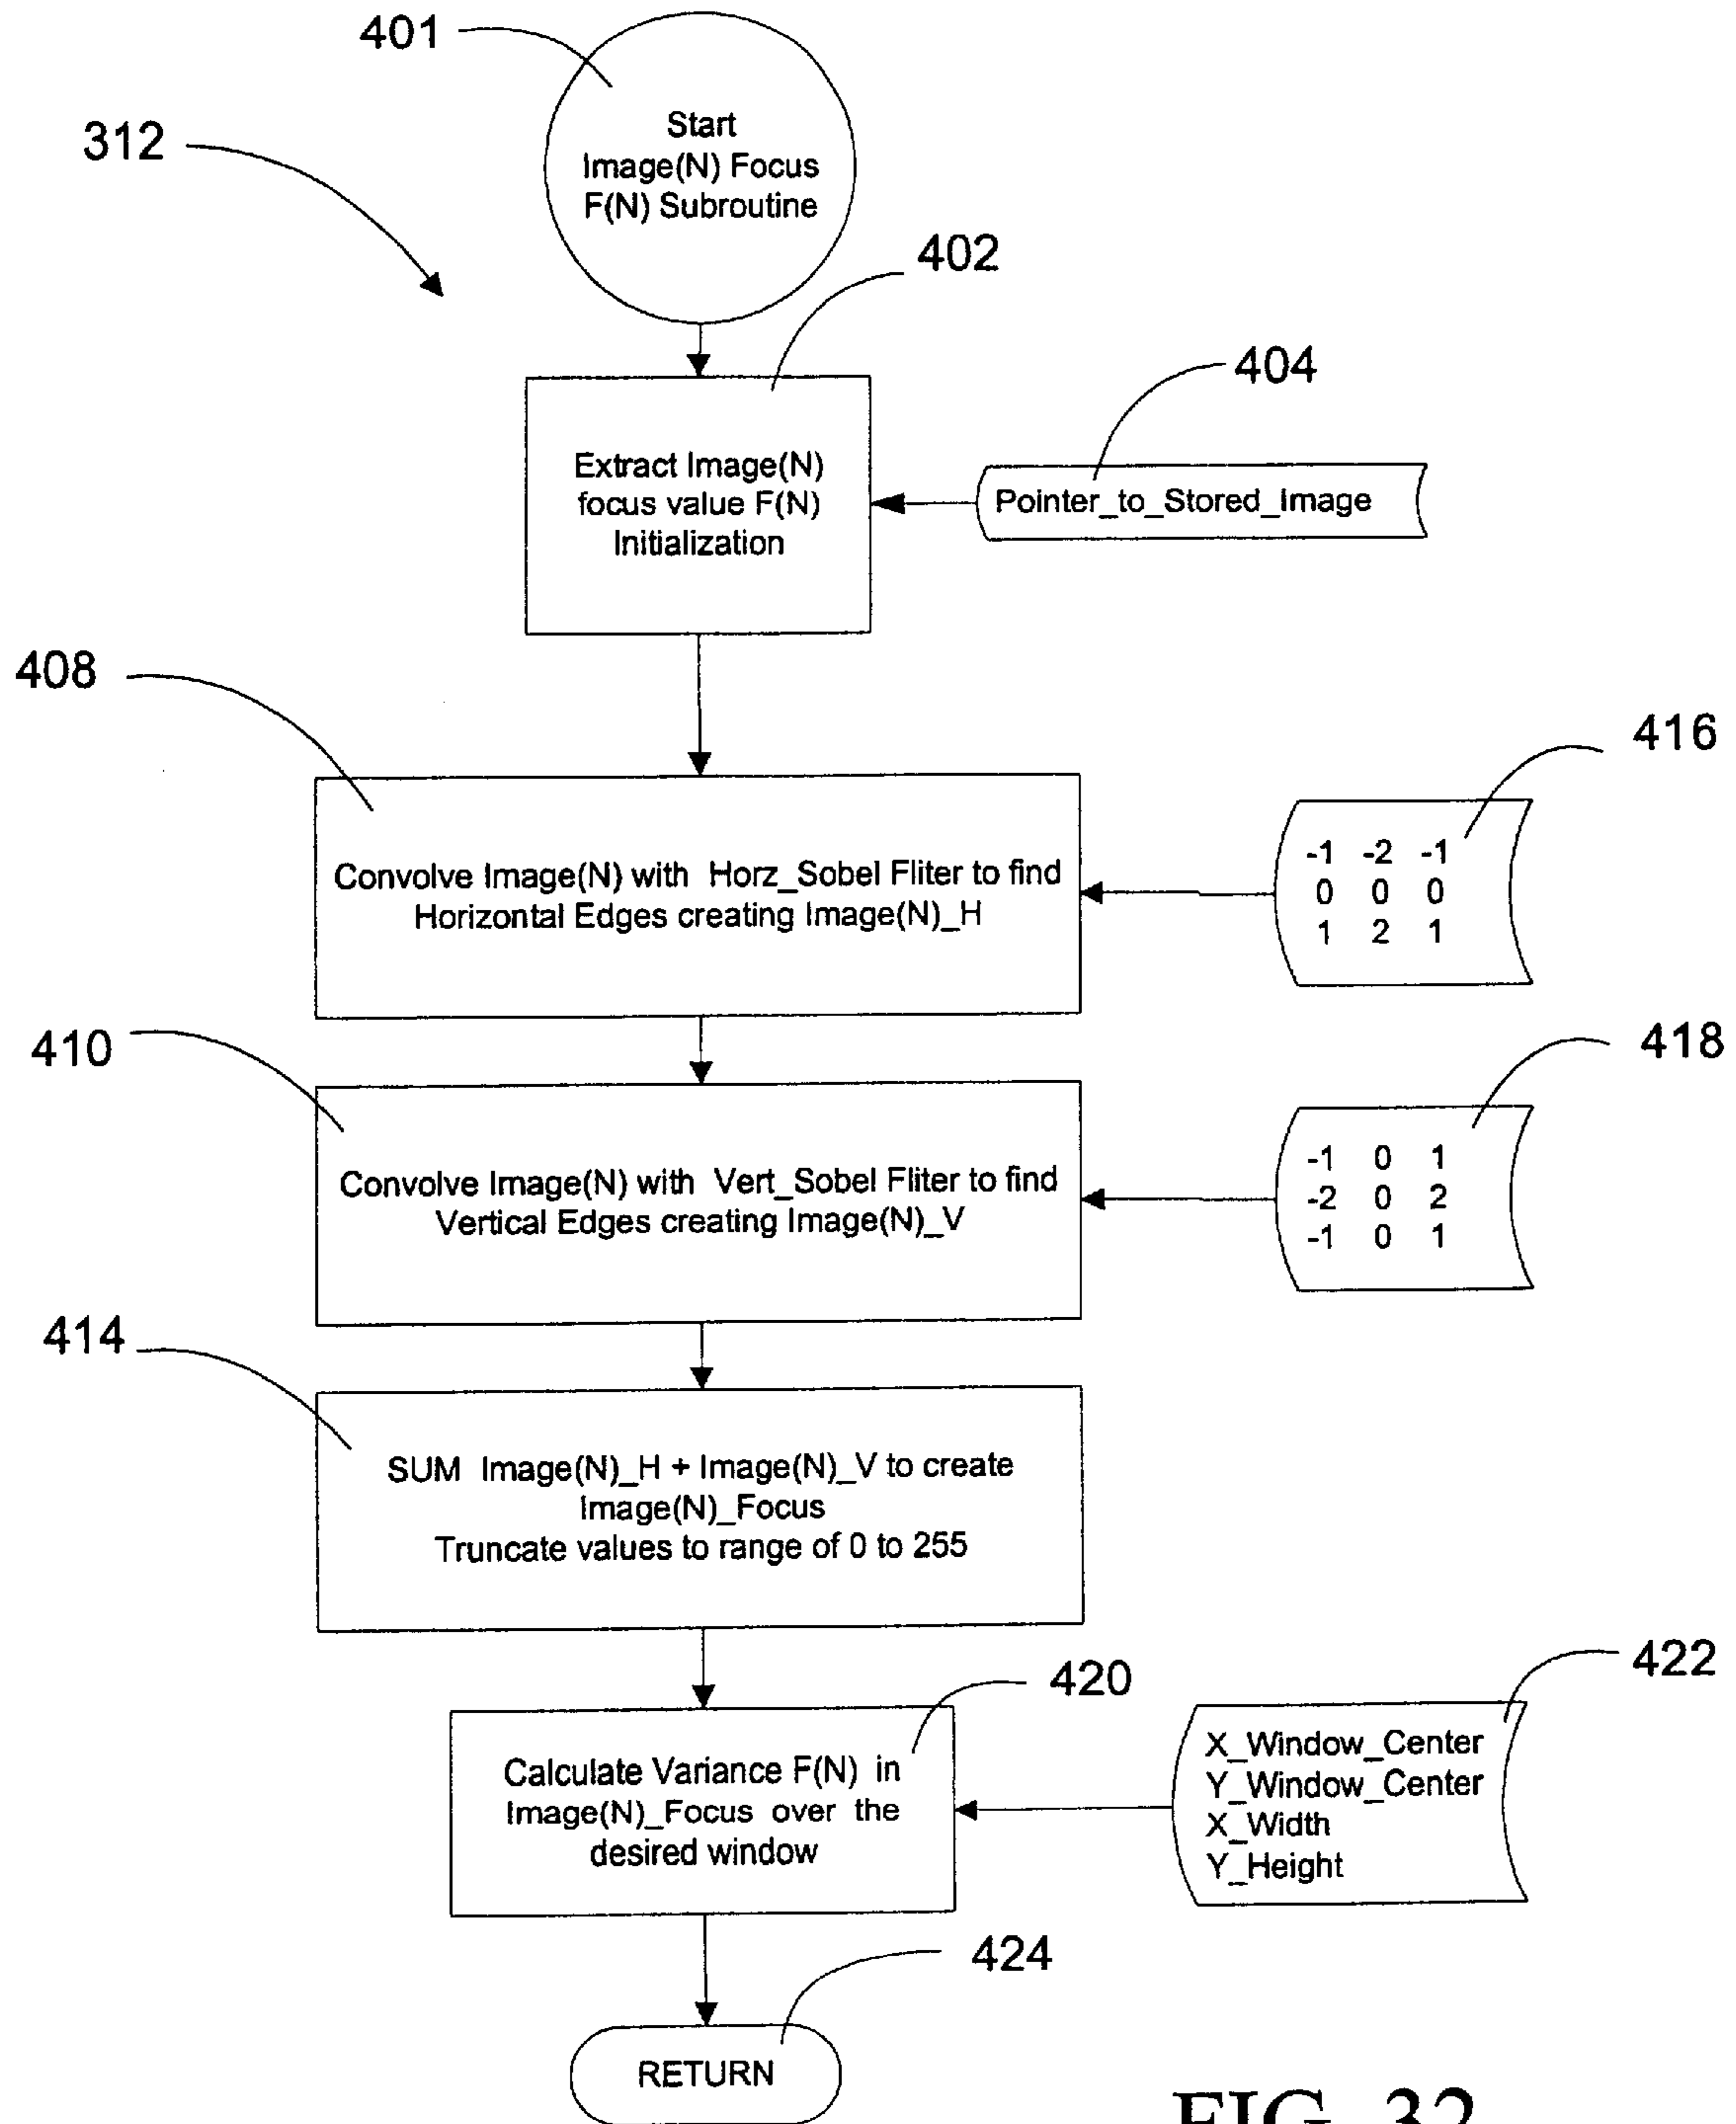 401
Start
Image(N) Focus
F(N) Subroutine
312
402
404
Extract Image(N)
focus value F(N)
Initialization
Pointer_to_Stored_Image
408
416
Convolve Image(N) with Horz_Sobel Fliter to find
Horizontal Edges creating Image(N)_H
-1 -2 -1
0 0 0
1 2 1
410
418
Convolve Image(N) with Vert_Sobel Fliter to find
Vertical Edges creating Image(N)_V
-1 0 1
-2 0 2
-1 0 1
414
SUM Image(N)_H + Image(N)_V to create
Image(N)_Focus
Truncate values to range of 0 to 255
420
422
Calculate Variance F(N) in
Image(N)_Focus over the
desired window
X_Window_Center
Y_Window_Center
X_Width
Y_Height
424
RETURN
FIG. 32